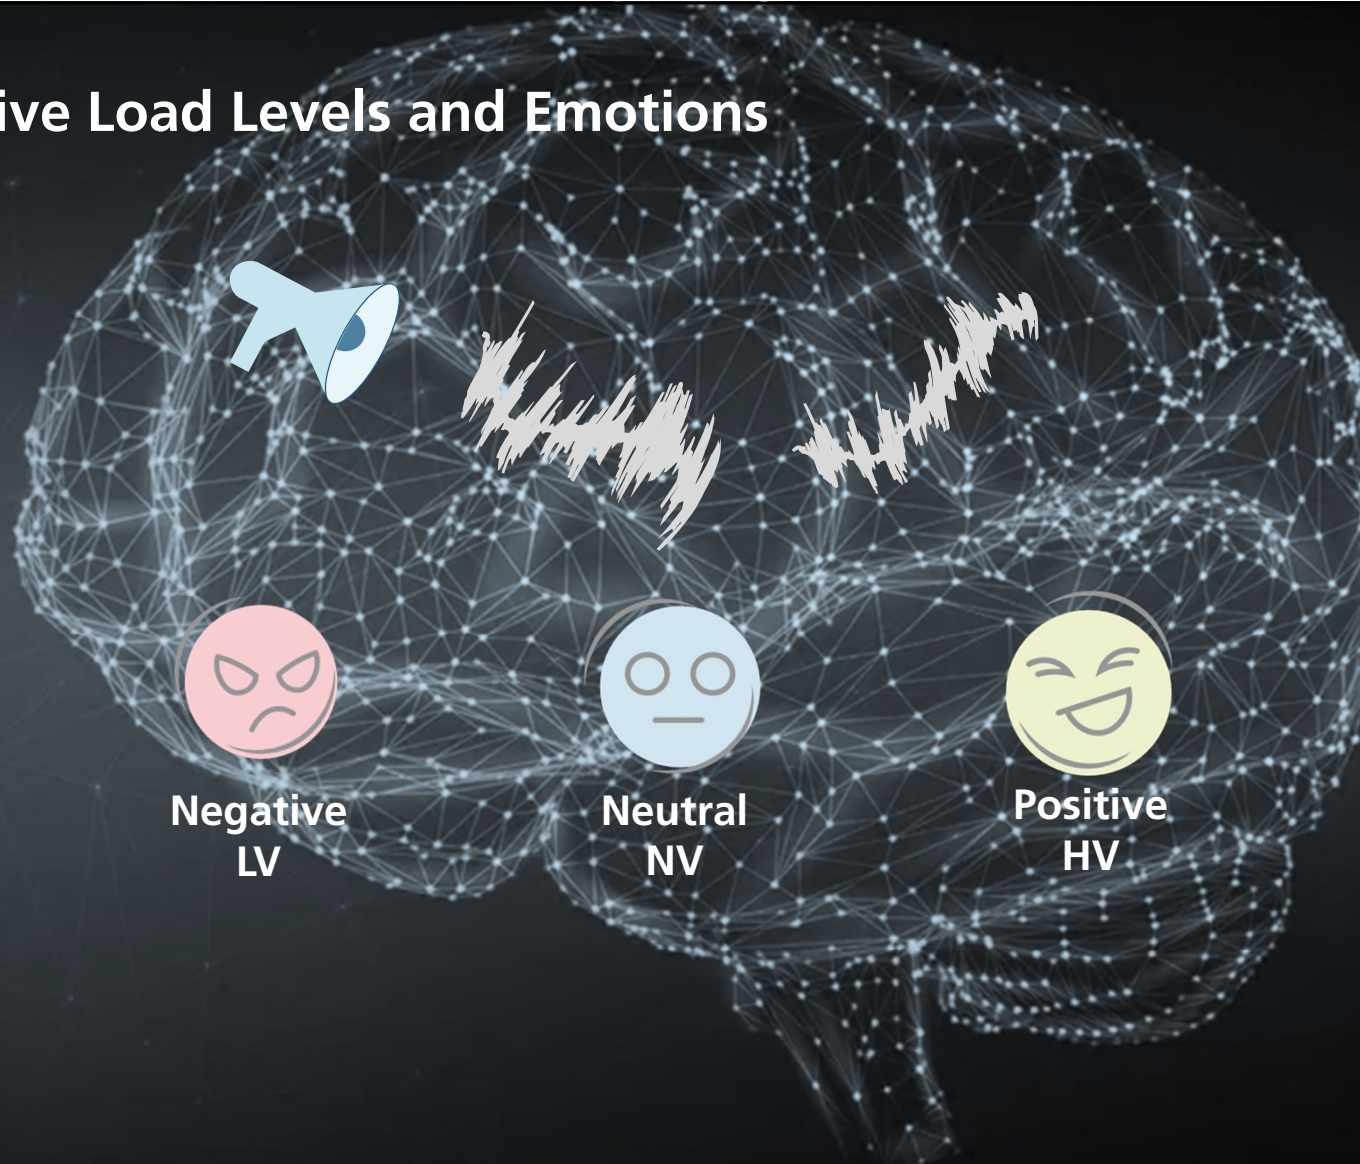 ive Load Levels and Emotions
Negative
LV
Neutral
NV
Positive
HV